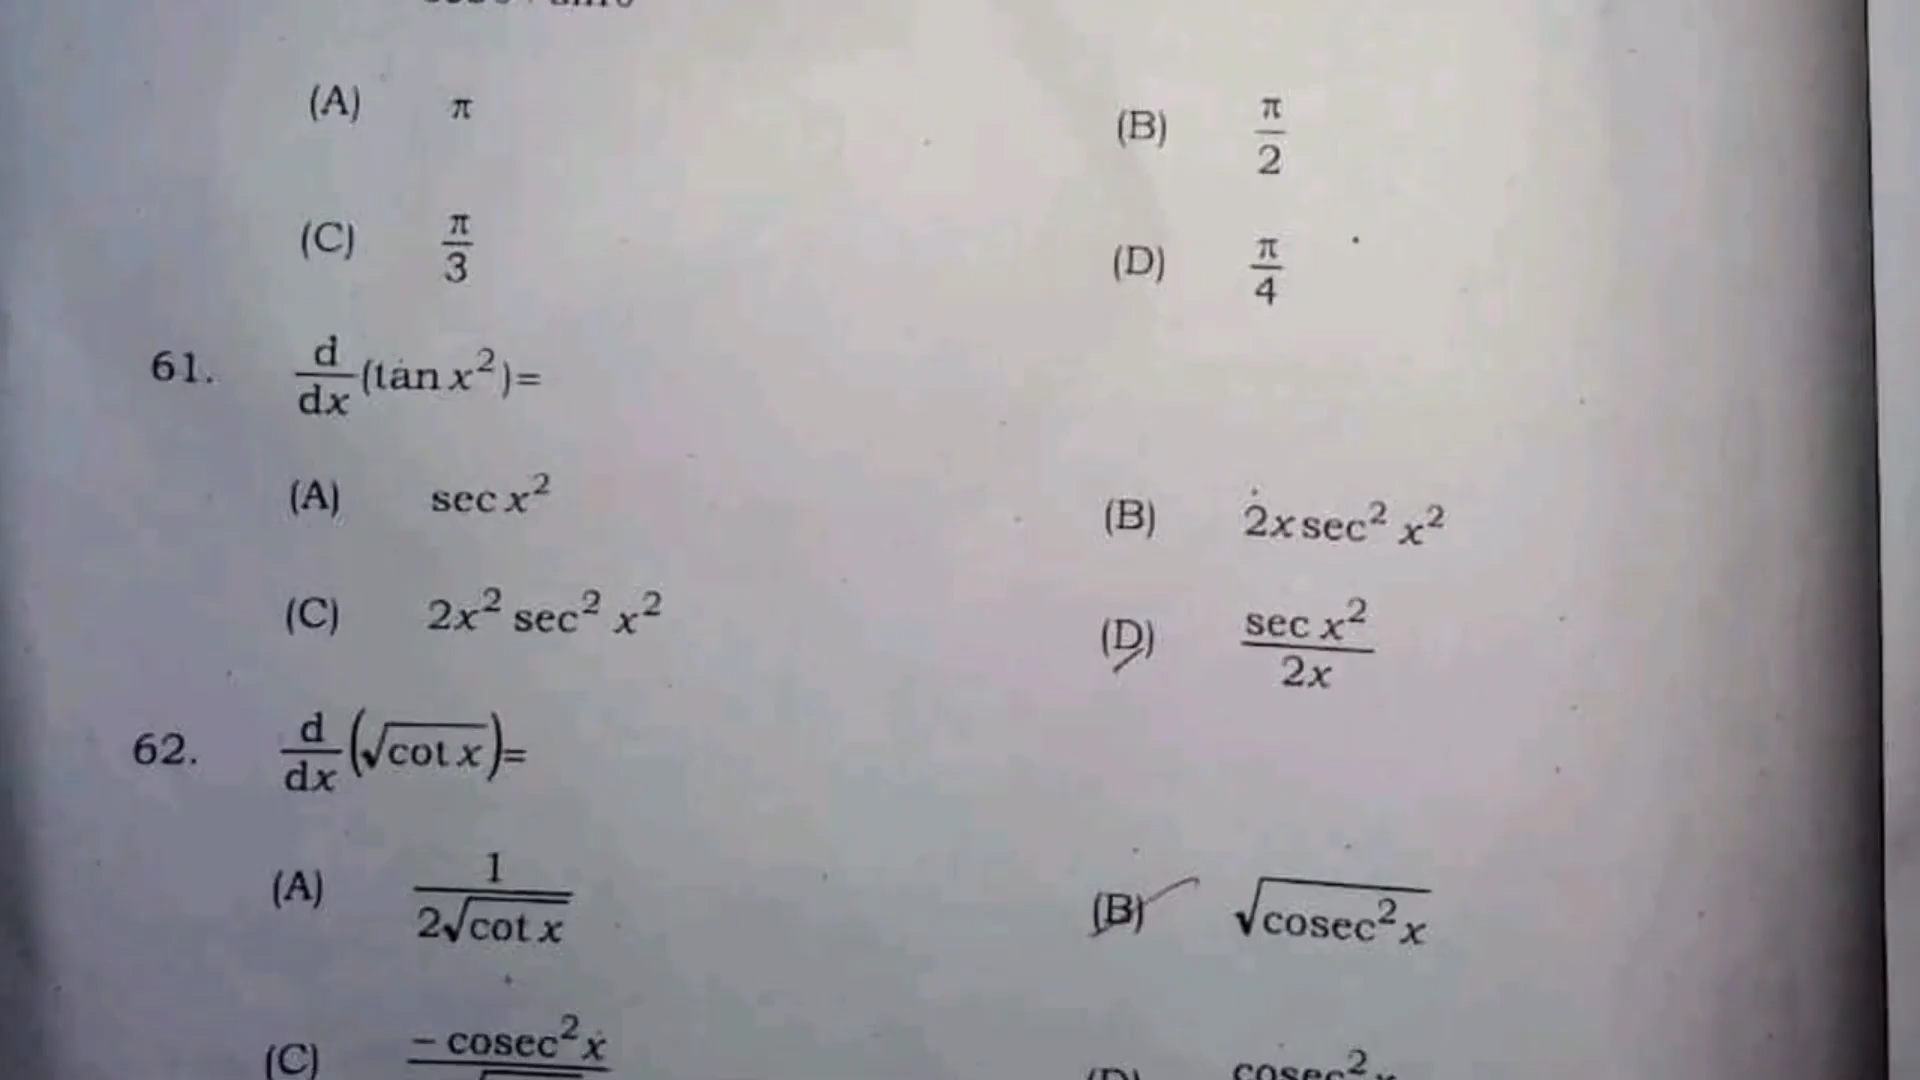 (A) π (B) π/2
(C) π/3 (D) π/4
61. d/dx (tan x²)=
(A) sec x² (B) 2x sec² x²
(C) 2x² sec² x² (D) sec x²/2x
62. d/dx (√cot x)=
(A) 1/2√cot x (B) √cosec² x
(C) – cosec² x (D) cosec² x